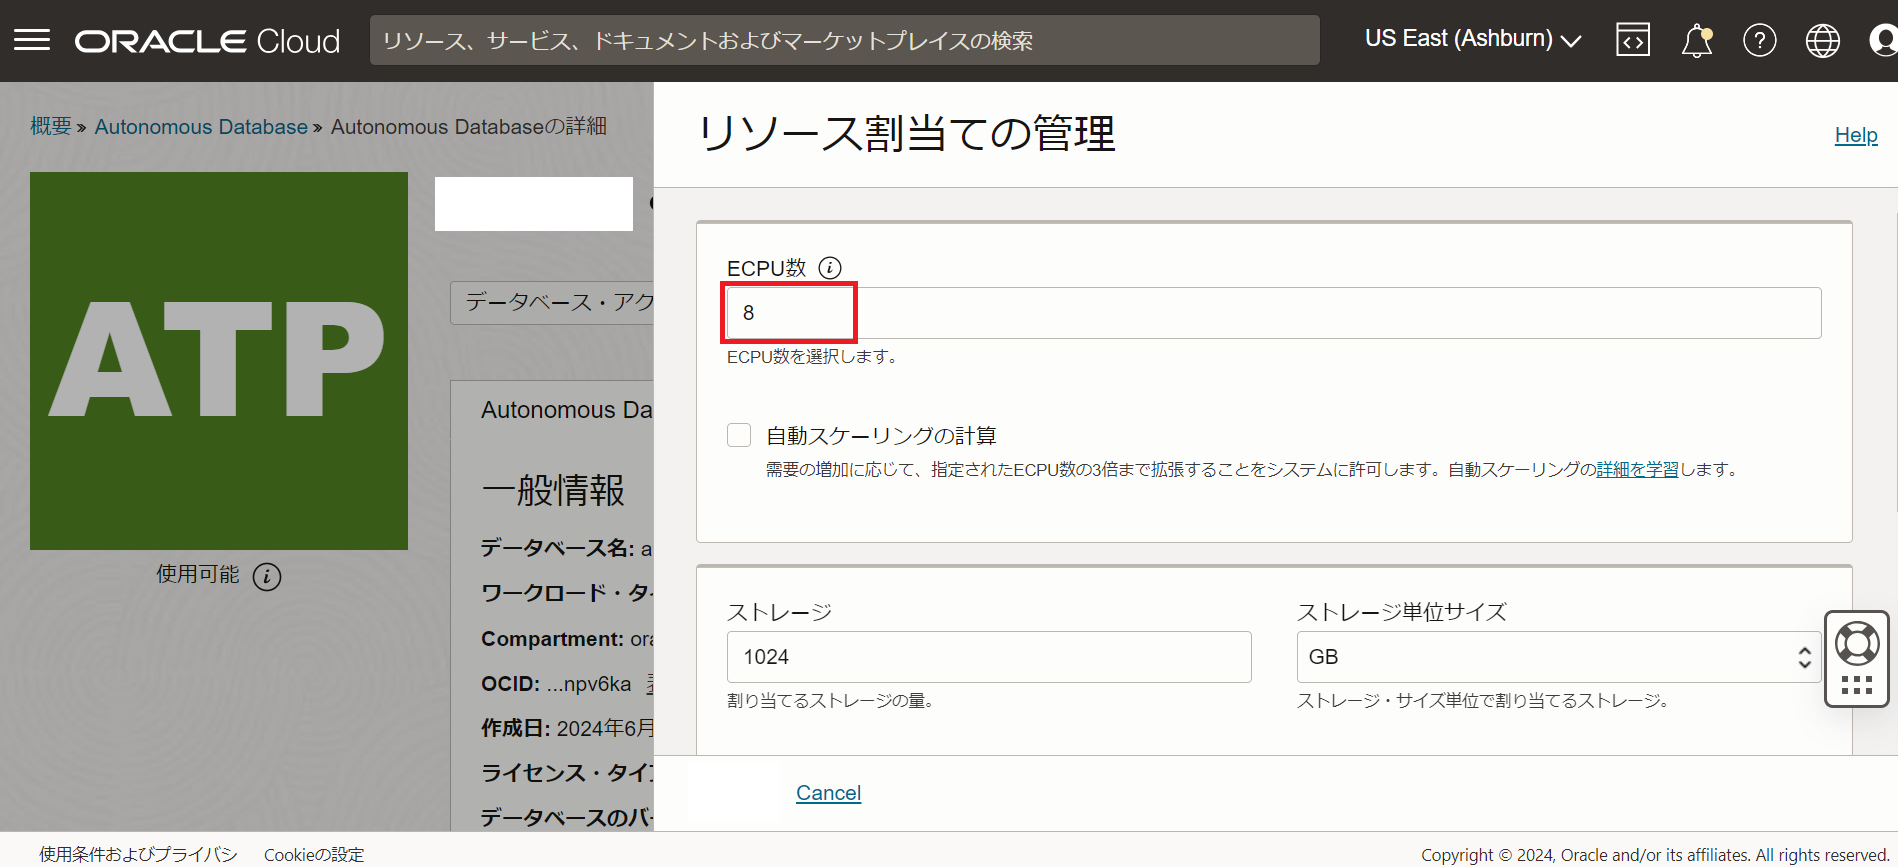 ORACLE Cloud
リソース、サービス、ドキュメントおよびマーケットプレイスの検索
US East (Ashburn)
概要 » Autonomous Database » Autonomous Databaseの詳細
ATP
使用可能
データベース・アク
Autonomous Da
一般情報
データベース名: a
ワークロード・タイ
Compartment: ora
OCID: ...npv6ka
作成日: 2024年6月
ライセンス・タイプ
データベースのバー
リソース割当ての管理
Help
ECPU数
8
ECPU数を選択します。
自動スケーリングの計算
需要の増加に応じて、指定されたECPU数の3倍まで拡張することをシステムに許可します。自動スケーリングの詳細を学習します。
ストレージ
1024
割り当てるストレージの量。
ストレージ単位サイズ
GB
ストレージ・サイズ単位で割り当てるストレージ。
Cancel
使用条件およびプライバシ
Cookieの設定
Copyright © 2024, Oracle and/or its affiliates. All rights reserved.